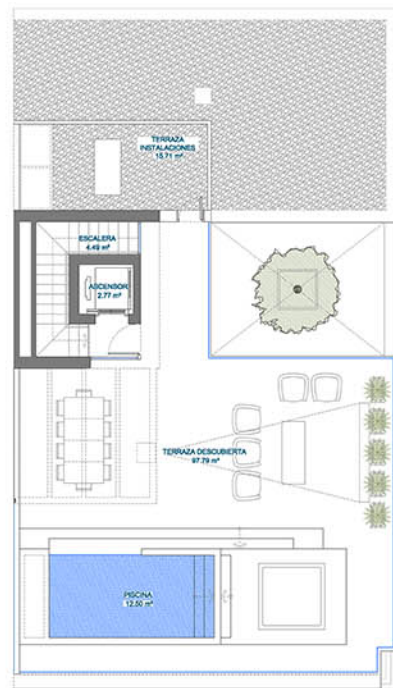 TERRAZA
INSTALACIONES
15.71 m²
ESCALERA
4.49 m²
ASCENSOR
2.77 m²
TERRAZA DESCUBIERTA
97.79 m²
PISCINA
12.50 m²